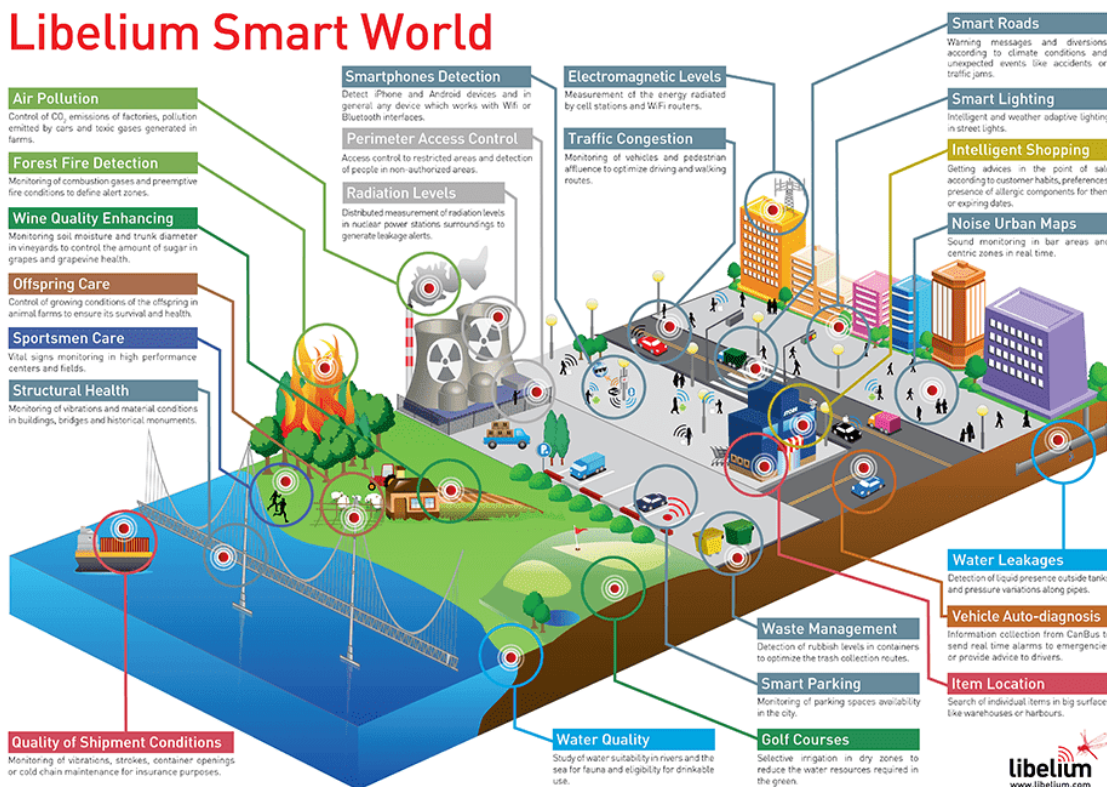 Libelium Smart World
Air Pollution
Control of CO₂ emissions of factories, pollution
emitted by cars and toxic gases generated in
farms.
Forest Fire Detection
Monitoring of combustion gases and preemptive
fire conditions to define alert zones.
Wine Quality Enhancing
Monitoring soil moisture and trunk diameter
in vineyards to control the amount of sugar in
grapes and grapevine health.
Offspring Care
Control of growing conditions of the offspring in
animal farms to ensure its survival and health.
Sportsmen Care
Vital signs monitoring in high performance
centers and fields.
Structural Health
Monitoring of vibrations and material conditions
in buildings, bridges and historical monuments.
Quality of Shipment Conditions
Monitoring of vibrations, strokes, container openings
or cold chain maintenance for insurance purposes.
Smartphones Detection
Detect iPhone and Android devices and in
general any device which works with Wifi or
Bluetooth interfaces.
Perimeter Access Control
Access control to restricted areas and detection
of people in non-authorized areas.
Radiation Levels
Distributed measurement of radiation levels
in nuclear power stations surroundings to
generate leakage alerts.
Electromagnetic Levels
Measurement of the energy radiated
by cell stations and WiFi routers.
Traffic Congestion
Monitoring of vehicles and pedestrian
affluence to optimize driving and walking
routes.
Smart Roads
Warning messages and diversions
according to climate conditions and
unexpected events like accidents or
traffic jams.
Smart Lighting
Intelligent and weather adaptive lighting
in street lights.
Intelligent Shopping
Getting advices in the point of sal
according to customer habits, preferences
presence of allergic components for them
or expiring dates.
Noise Urban Maps
Sound monitoring in bar areas and
centric zones in real time.
STORE
P
Water Leakages
Detection of liquid presence outside tank
and pressure variations along pipes.
Vehicle Auto-diagnosis
Information collection from CanBus t
send real time alarms to emergencie
or provide advice to drivers.
Item Location
Search of individual items in big surface
like warehouses or harbours.
Waste Management
Detection of rubbish levels in containers
to optimize the trash collection routes.
Smart Parking
Monitoring of parking spaces availability
in the city.
Golf Courses
Selective irrigation in dry zones to
reduce the water resources required in
the green.
Water Quality
Study of water suitability in rivers and the
sea for fauna and eligibility for drinkable
use.
libelium
www.libelium.com